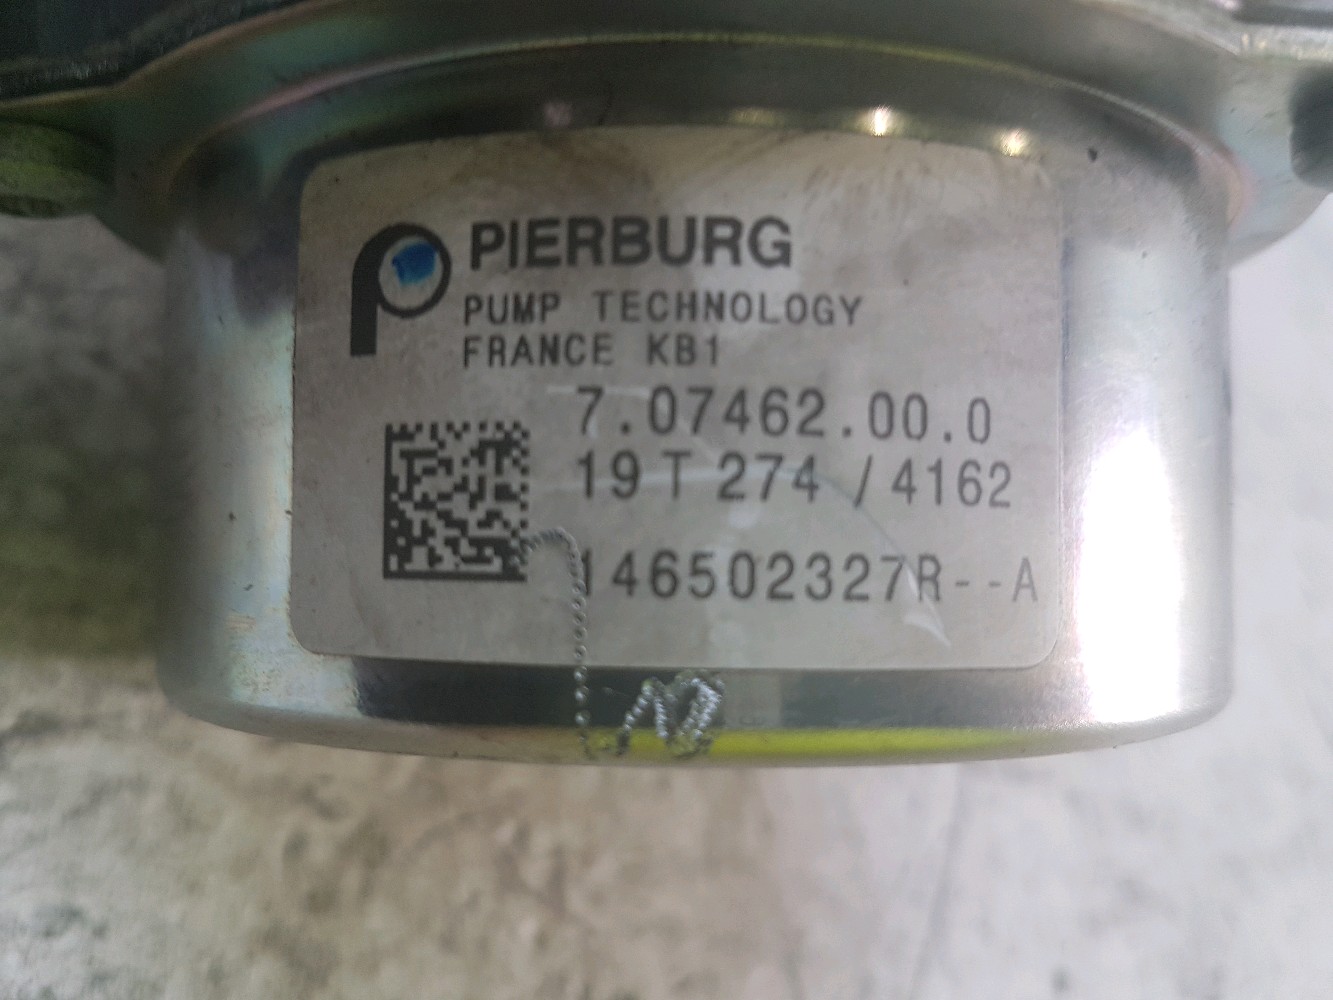 PIERBURG
PUMP TECHNOLOGY
FRANCE KB1
7.07462.00.0
19 T 274 / 4162
146502327R--A